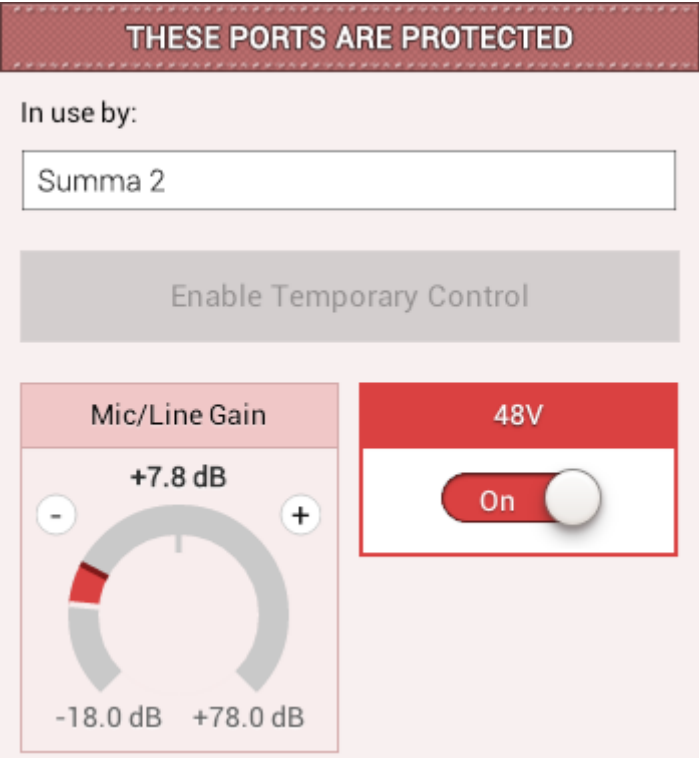 THESE PORTS ARE PROTECTED
In use by:
Summa 2
Enable Temporary Control
Mic/Line Gain
+7.8 dB
- +
-18.0 dB +78.0 dB
48V
On